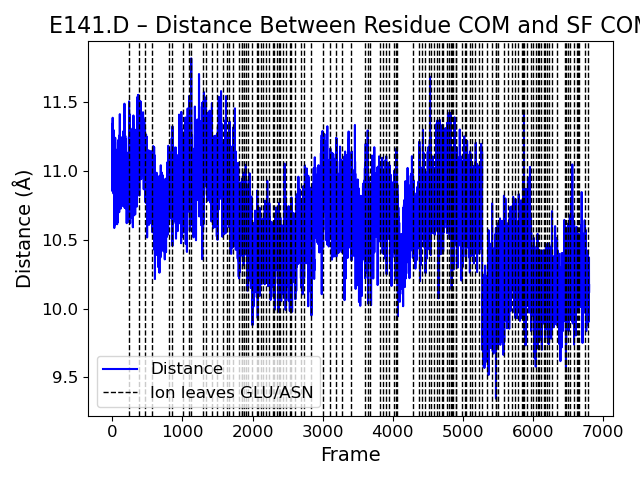 E141.D – Distance Between Residue COM and SF COM
Distance (Å)
11.5
11.0
10.5
10.0
9.5
Distance
Ion leaves GLU/ASN
0 1000 2000 3000 4000 5000 6000 7000
Frame